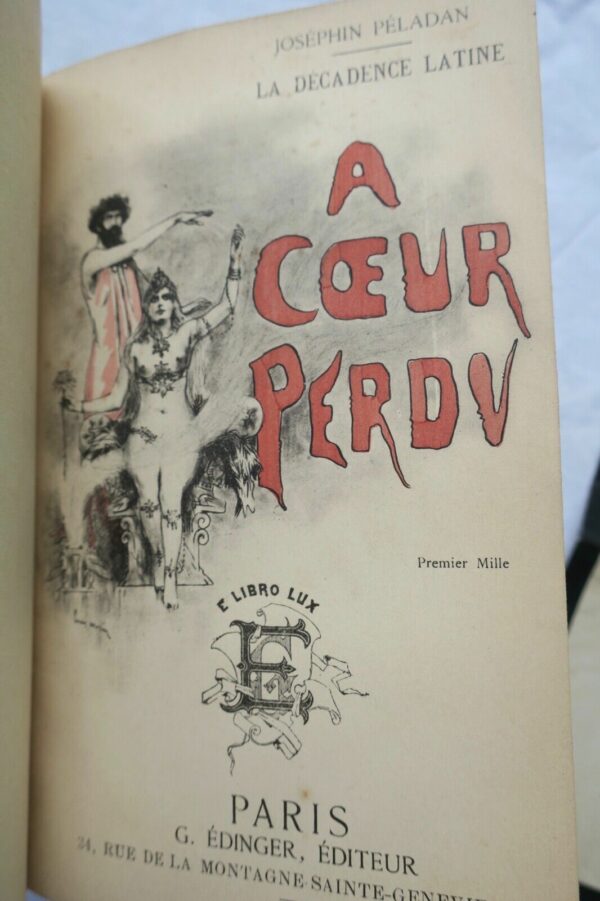 JOSÉPHIN PÉLADAN
LA DÉCADENCE LATINE
A
CŒUR
PERDU
Premier Mille
E LIBRO LUX
E
PARIS
G. ÉDINGER, ÉDITEUR
34, RUE DE LA MONTAGNE-SAINTE-GENEVIÈ